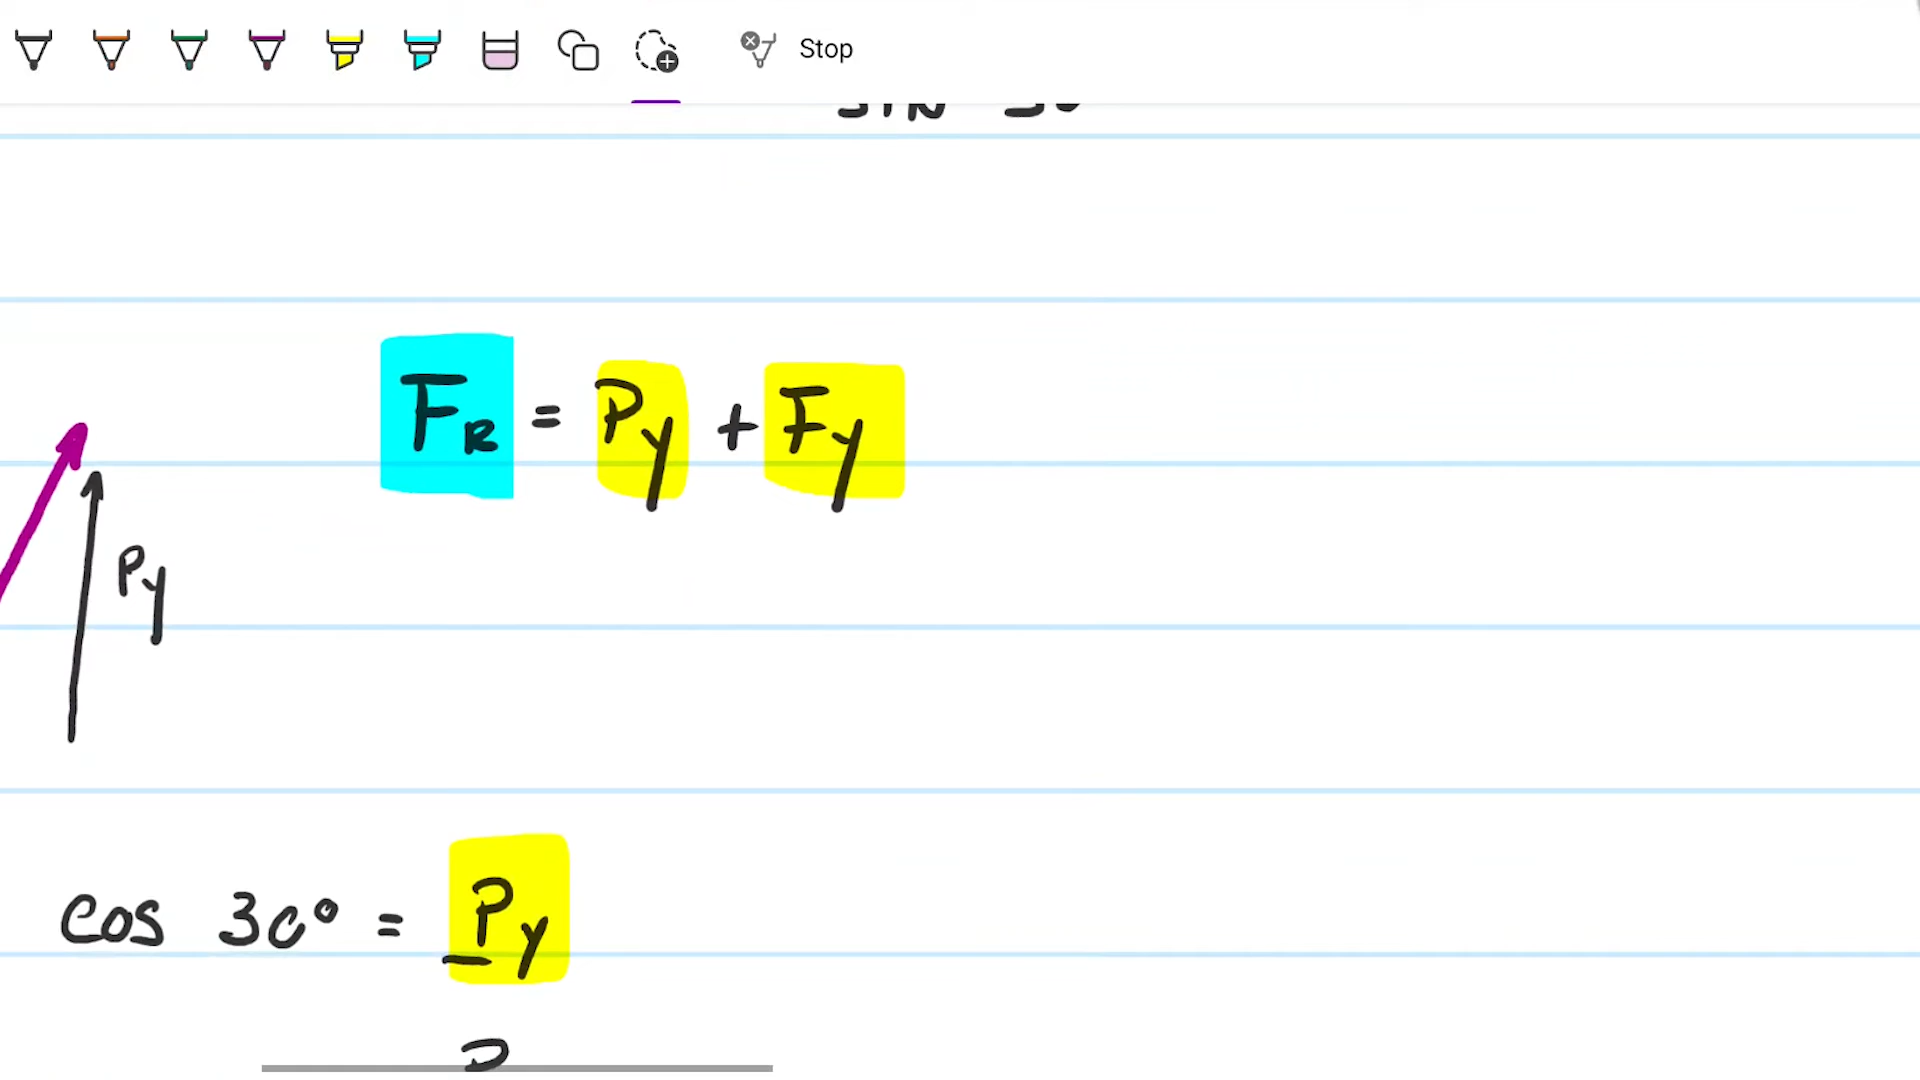 Stop
F_R = P_y + F_y
P_y
cos 30° = P_y